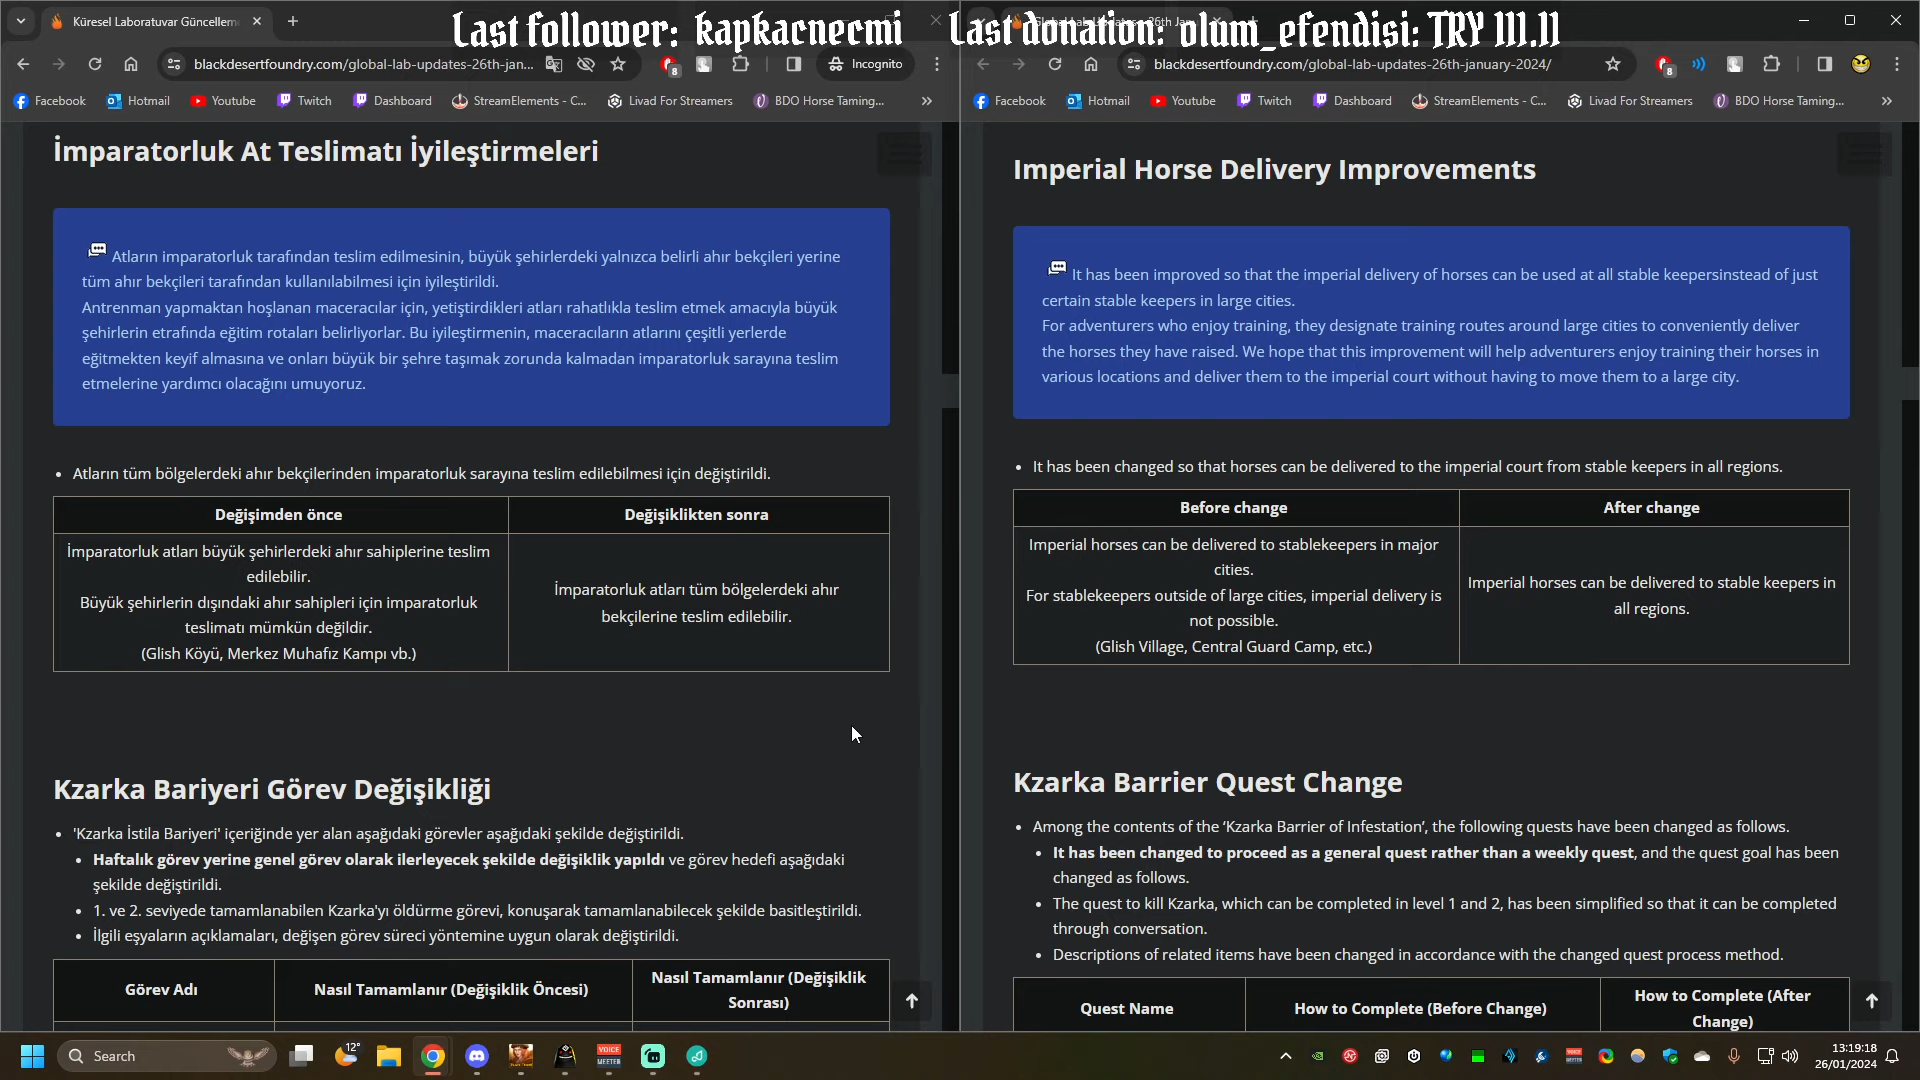 Last follower: kapkacnecmi
Last donation: olum_efendisi: TRY 111.11
Küresel Laboratuvar Güncellem
blackdesertfoundry.com/global-lab-updates-26th-jan...
8
Incognito
Facebook
Hotmail
Youtube
Twitch
Dashboard
StreamElements - C...
Livad For Streamers
BDO Horse Taming...
İmparatorluk At Teslimatı İyileştirmeleri
Atların imparatorluk tarafından teslim edilmesinin, büyük şehirlerdeki yalnızca belirli ahır bekçileri yerine
tüm ahır bekçileri tarafından kullanılabilmesi için iyileştirildi.
Antrenman yapmaktan hoşlanan maceracılar için, yetiştirdikleri atları rahatlıkla teslim etmek amacıyla büyük
şehirlerin etrafında eğitim rotaları belirliyorlar. Bu iyileştirmenin, maceracıların atlarını çeşitli yerlerde
eğitmekten keyif almasına ve onları büyük bir şehre taşımak zorunda kalmadan imparatorluk sarayına teslim
etmelerine yardımcı olacağını umuyoruz.
Atların tüm bölgelerdeki ahır bekçilerinden imparatorluk sarayına teslim edilebilmesi için değiştirildi.
Değişimden önce
Değişiklikten sonra
İmparatorluk atları büyük şehirlerdeki ahır sahiplerine teslim
edilebilir.
Büyük şehirlerin dışındaki ahır sahipleri için imparatorluk
teslimatı mümkün değildir.
(Glish Köyü, Merkez Muhafız Kampı vb.)
İmparatorluk atları tüm bölgelerdeki ahır
bekçilerine teslim edilebilir.
Kzarka Bariyeri Görev Değişikliği
'Kzarka İstila Bariyeri' içeriğinde yer alan aşağıdaki görevler aşağıdaki şekilde değiştirildi.
Haftalık görev yerine genel görev olarak ilerleyecek şekilde değişiklik yapıldı ve görev hedefi aşağıdaki
şekilde değiştirildi.
1. ve 2. seviyede tamamlanabilen Kzarka'yı öldürme görevi, konuşarak tamamlanabilecek şekilde basitleştirildi.
İlgili eşyaların açıklamaları, değişen görev süreci yöntemine uygun olarak değiştirildi.
Görev Adı
Nasıl Tamamlanır (Değişiklik Öncesi)
Nasıl Tamamlanır (Değişiklik
Sonrası)
blackdesertfoundry.com/global-lab-updates-26th-january-2024/
8
Facebook
Hotmail
Youtube
Twitch
Dashboard
StreamElements - C...
Livad For Streamers
BDO Horse Taming...
Imperial Horse Delivery Improvements
It has been improved so that the imperial delivery of horses can be used at all stable keepersinstead of just
certain stable keepers in large cities.
For adventurers who enjoy training, they designate training routes around large cities to conveniently deliver
the horses they have raised. We hope that this improvement will help adventurers enjoy training their horses in
various locations and deliver them to the imperial court without having to move them to a large city.
It has been changed so that horses can be delivered to the imperial court from stable keepers in all regions.
Before change
After change
Imperial horses can be delivered to stablekeepers in major
cities.
For stablekeepers outside of large cities, imperial delivery is
not possible.
(Glish Village, Central Guard Camp, etc.)
Imperial horses can be delivered to stable keepers in
all regions.
Kzarka Barrier Quest Change
Among the contents of the ‘Kzarka Barrier of Infestation’, the following quests have been changed as follows.
It has been changed to proceed as a general quest rather than a weekly quest, and the quest goal has been
changed as follows.
The quest to kill Kzarka, which can be completed in level 1 and 2, has been simplified so that it can be completed
through conversation.
Descriptions of related items have been changed in accordance with the changed quest process method.
Quest Name
How to Complete (Before Change)
How to Complete (After
Change)
Search
12°
VOICE
MEETER
13:19:18
26/01/2024